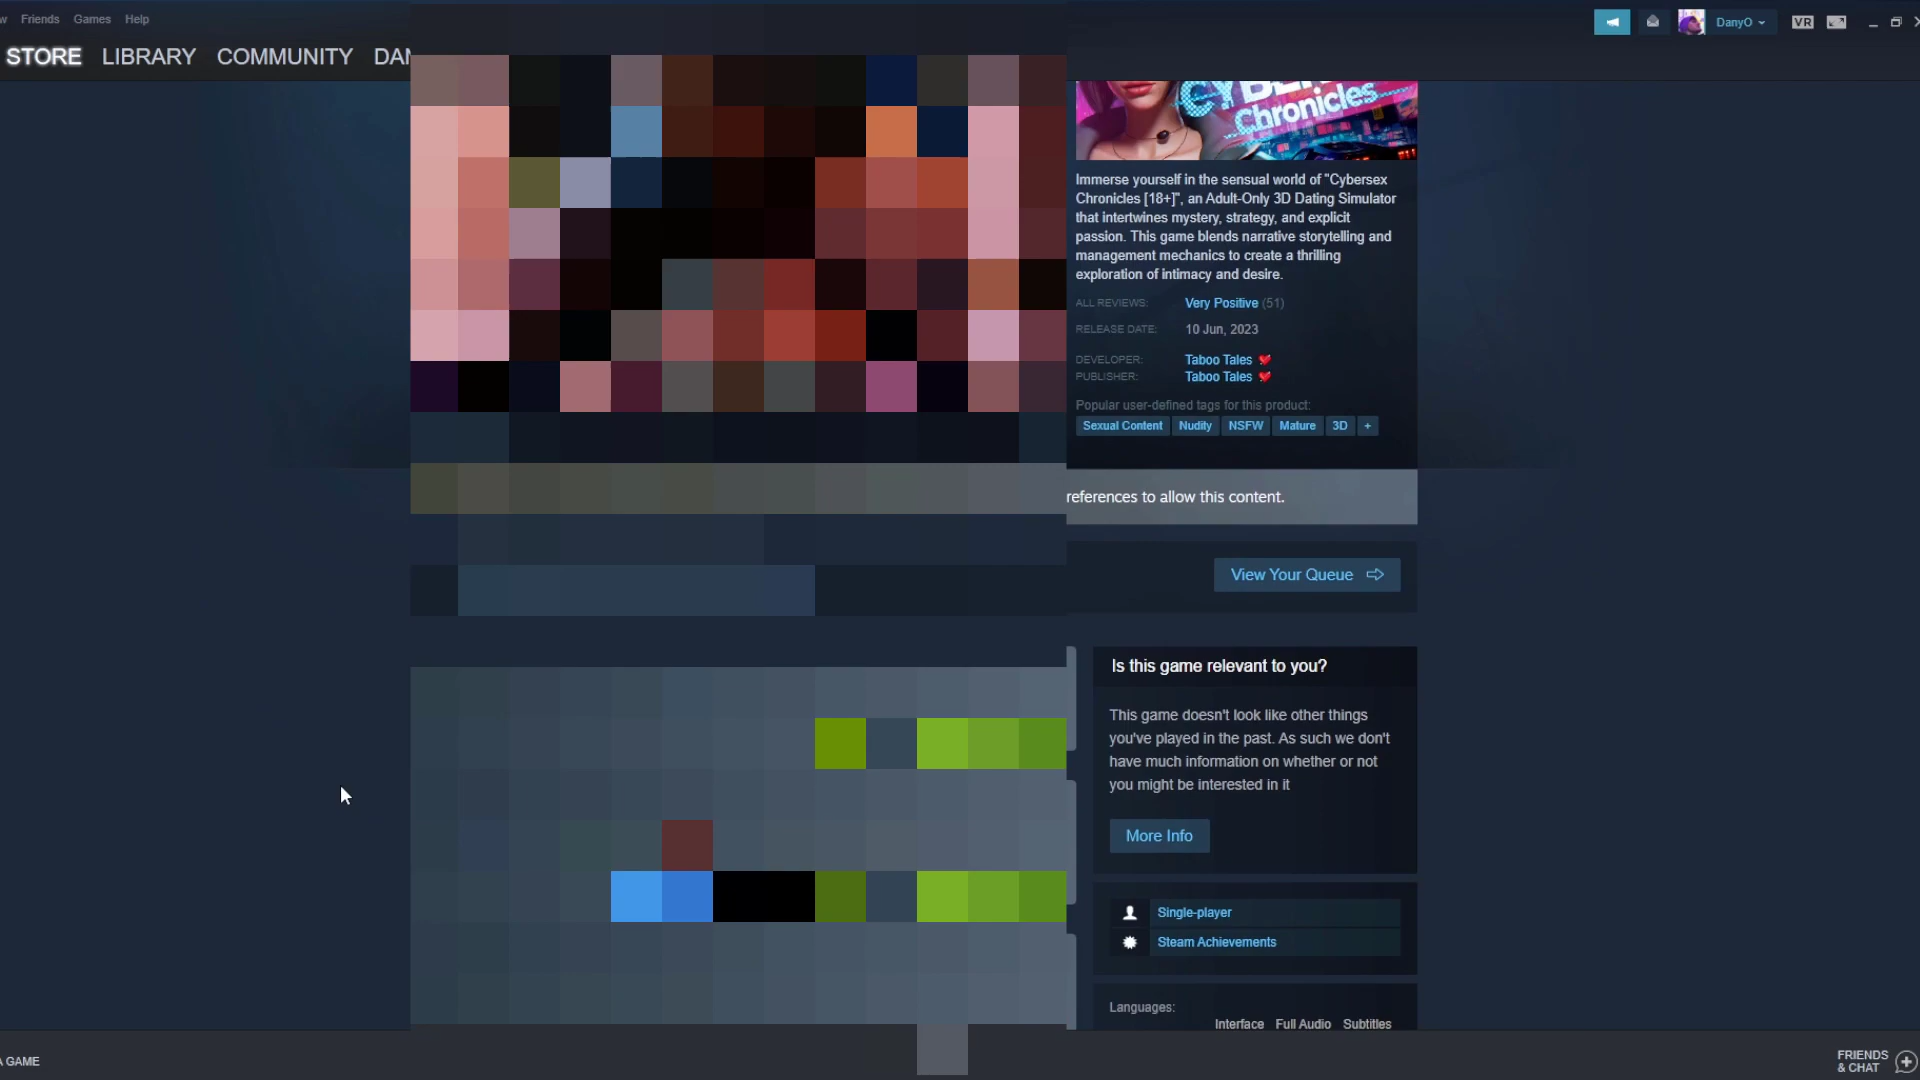 Friends Games Help
DanyO
VR
STORE LIBRARY COMMUNITY
Chronicles
Immerse yourself in the sensual world of "Cybersex
Chronicles [18+]", an Adult-Only 3D Dating Simulator
that intertwines mystery, strategy, and explicit
passion. This game blends narrative storytelling and
management mechanics to create a thrilling
exploration of intimacy and desire.
ALL REVIEWS: Very Positive (51)
RELEASE DATE: 10 Jun, 2023
DEVELOPER: Taboo Tales
PUBLISHER: Taboo Tales
Popular user-defined tags for this product:
Sexual Content Nudity NSFW Mature 3D +
references to allow this content.
View Your Queue
Is this game relevant to you?
This game doesn't look like other things
you've played in the past. As such we don't
have much information on whether or not
you might be interested in it
More Info
Single-player
Steam Achievements
Languages:
Interface Full Audio Subtitles
A GAME
FRIENDS
& CHAT